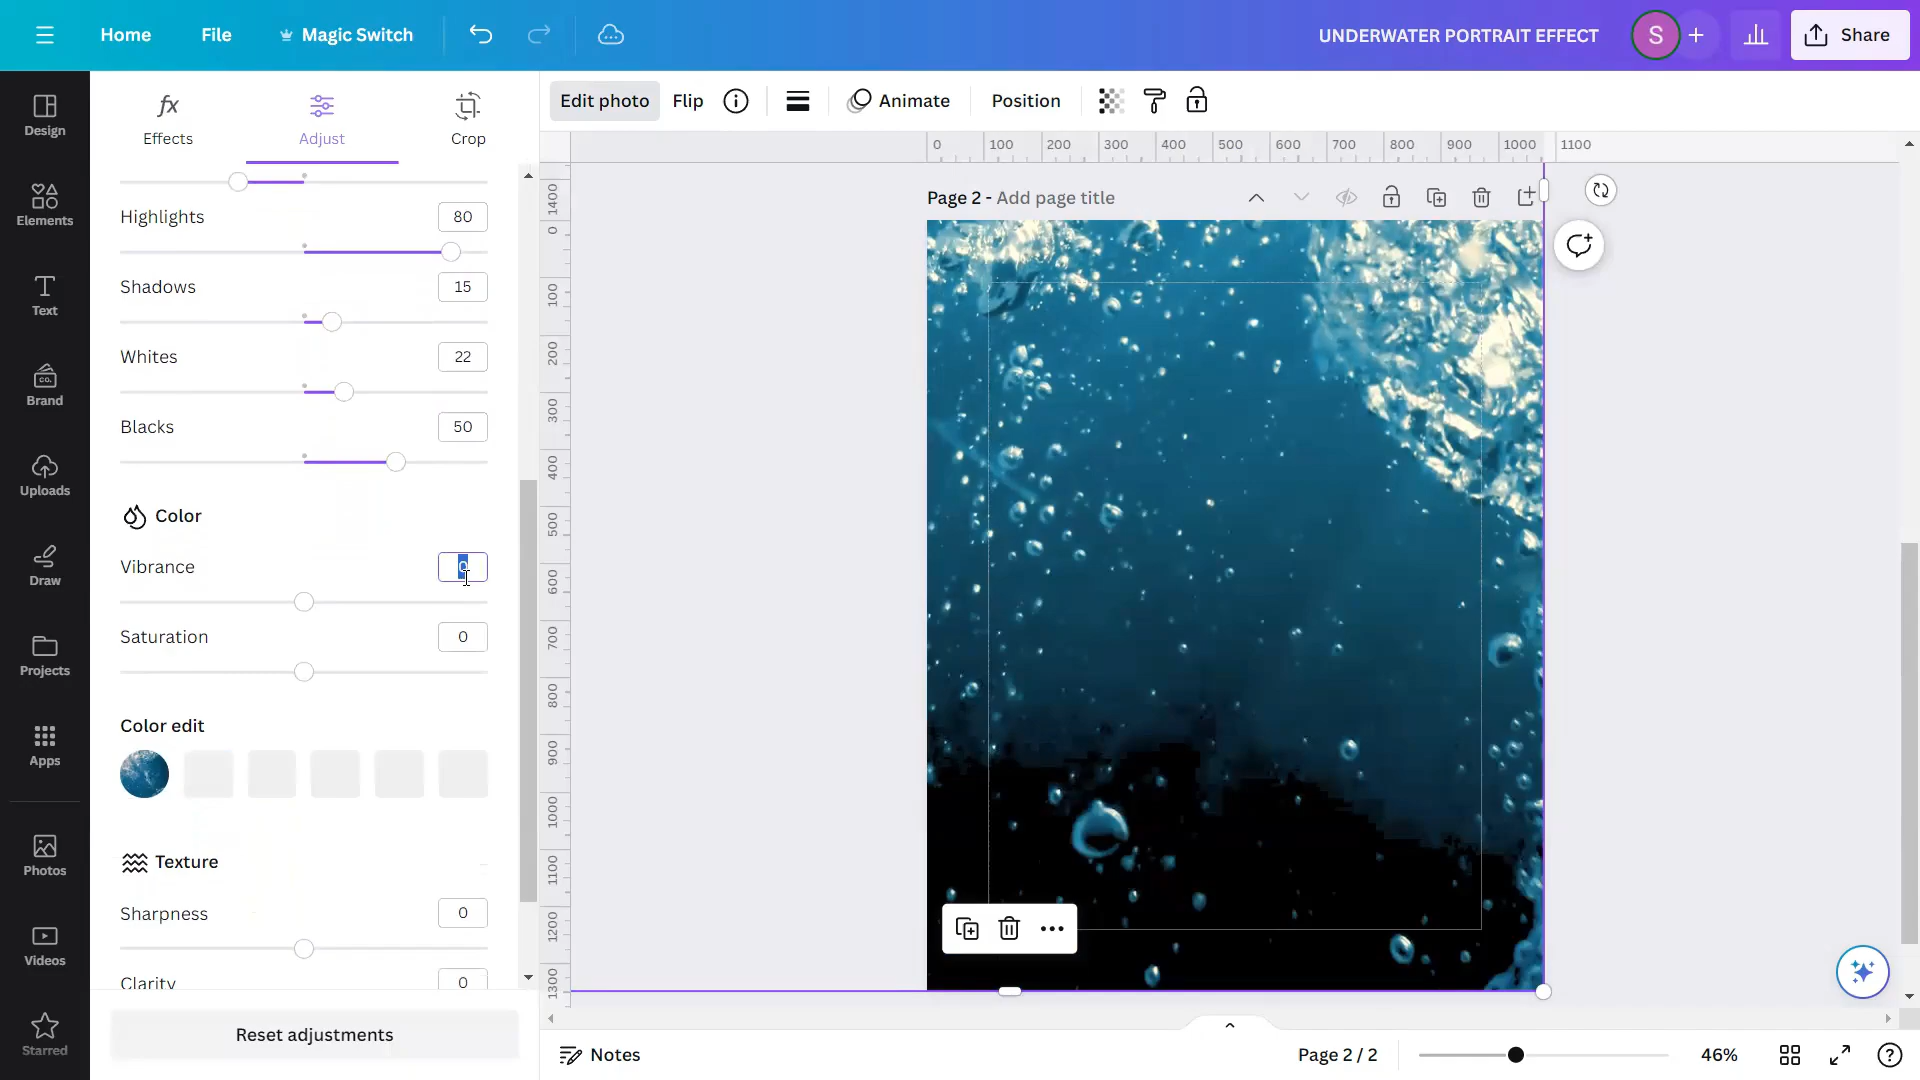 Home
File
Magic Switch
UNDERWATER PORTRAIT EFFECT
S
+
Share
Design
Elements
Text
Brand
CO.
Uploads
Draw
Projects
Apps
Photos
Videos
Starred
fx
Effects
Adjust
Crop
Highlights
80
Shadows
15
Whites
22
Blacks
50
Color
Vibrance
0
Saturation
0
Color edit
Texture
Sharpness
0
Clarity
0
Reset adjustments
Edit photo
Flip
Animate
Position
0
100
200
300
400
500
600
700
800
900
1000
1100
1400
0
100
200
300
400
500
600
700
800
900
1000
1100
1200
1300
Page 2 - Add page title
Notes
Page 2 / 2
46%
?